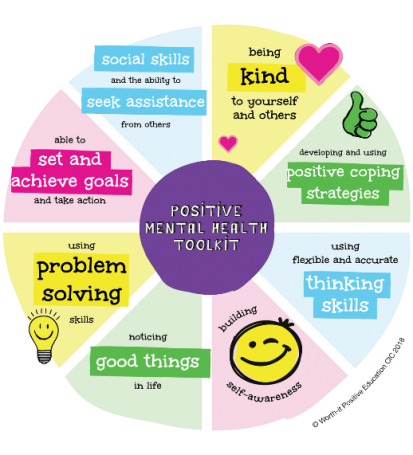 POSITIVE
MENTAL HEALTH
TOOLKIT
being
kind
to yourself
and others
developing and using
positive coping
strategies
using
flexible and accurate
thinking
skills
building
self-awareness
noticing
good things
in life
using
problem
solving
skills
able to
set and
achieve goals
and take action
social skills
and the ability to
seek assistance
from others
© Worth-it Positive Education CIC 2018